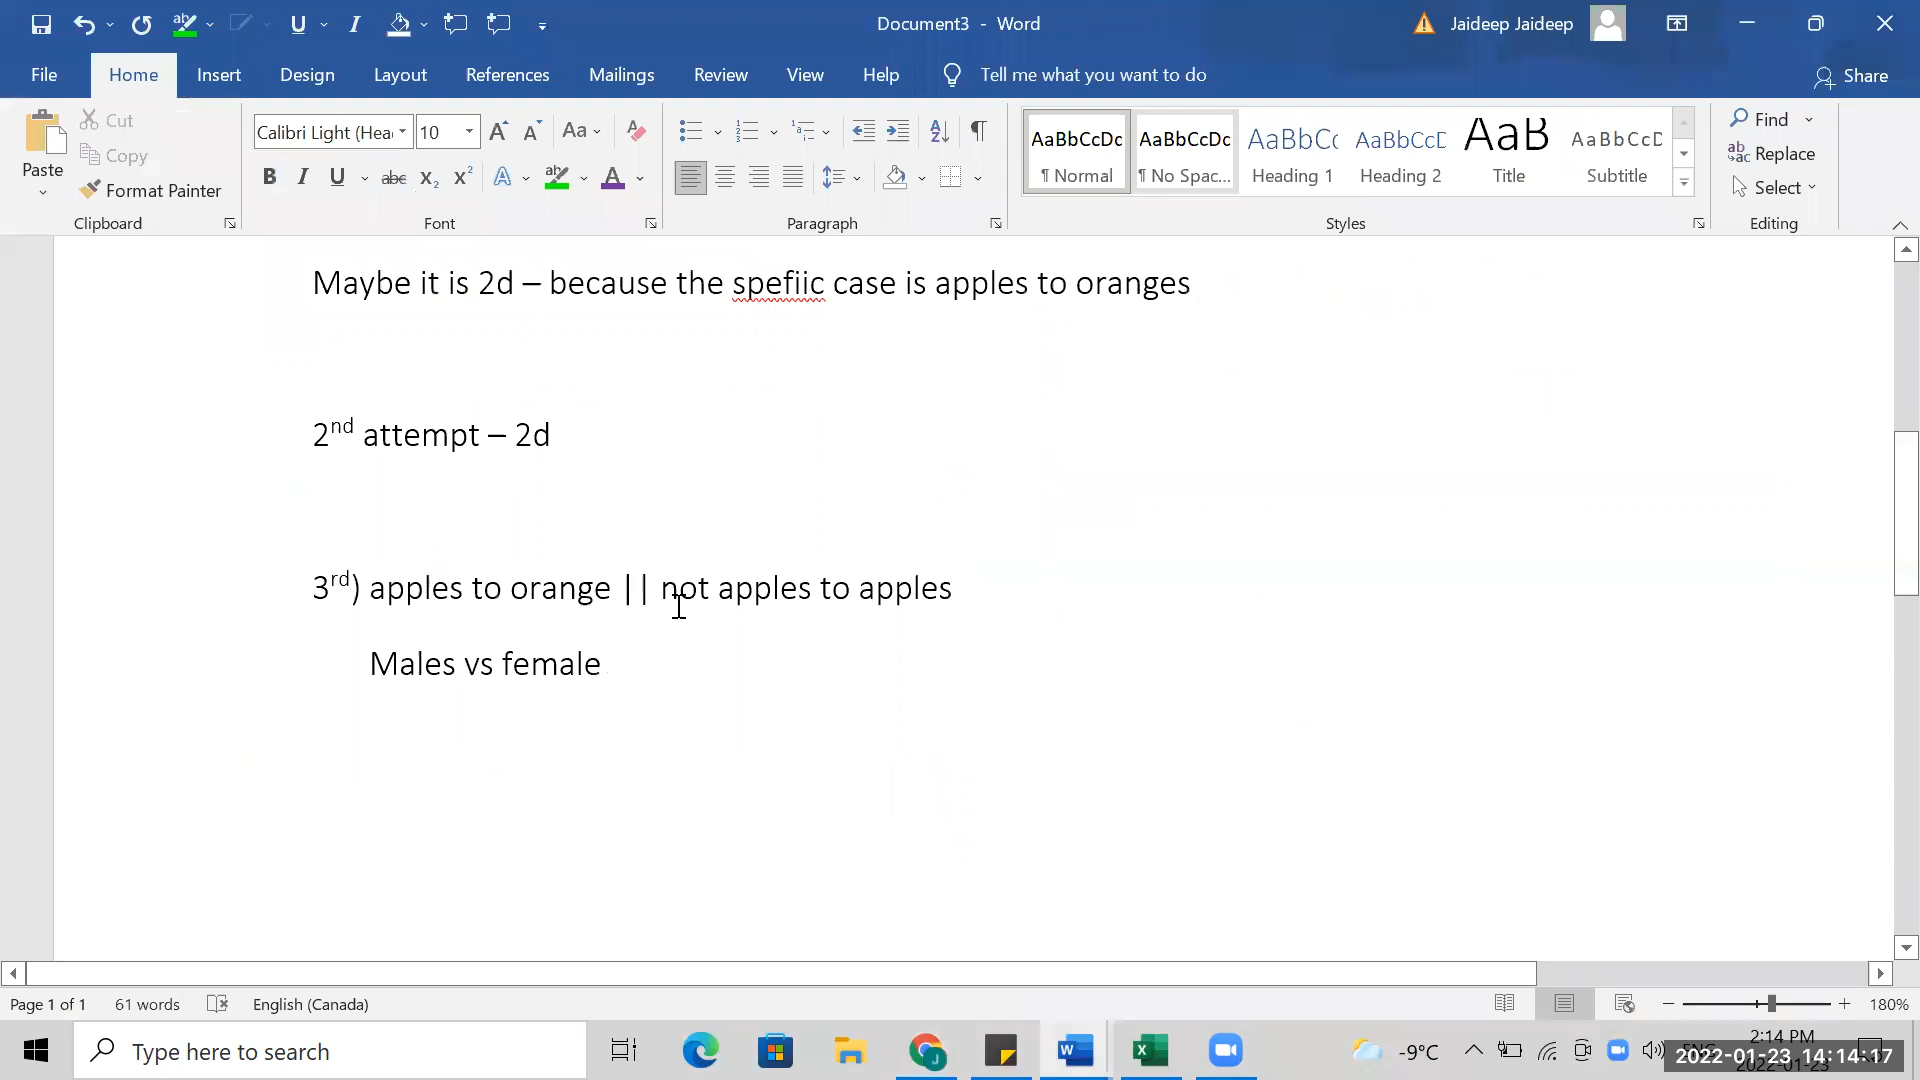 Document3 - Word
Jaideep Jaideep
File Home Insert Design Layout References Mailings Review View Help Tell me what you want to do Share
Paste
Cut
Copy
Format Painter
Clipboard
Calibri Light (Hea
10
Aa
B I U abc X₂ X² A ab A
Font
Paragraph
AaBbCcDc
¶ Normal
AaBbCcDc
¶ No Spac...
AaBbCc
Heading 1
AaBbCcD
Heading 2
AaB
Title
AaBbCcD
Subtitle
Styles
Find
Replace
Select
Editing
Maybe it is 2d – because the spefiic case is apples to oranges
2nd attempt – 2d
3rd) apples to orange || not apples to apples
Males vs female
Page 1 of 1 61 words English (Canada) 180%
Type here to search
-9°C
2:14 PM
2022-01-23 14:14:17